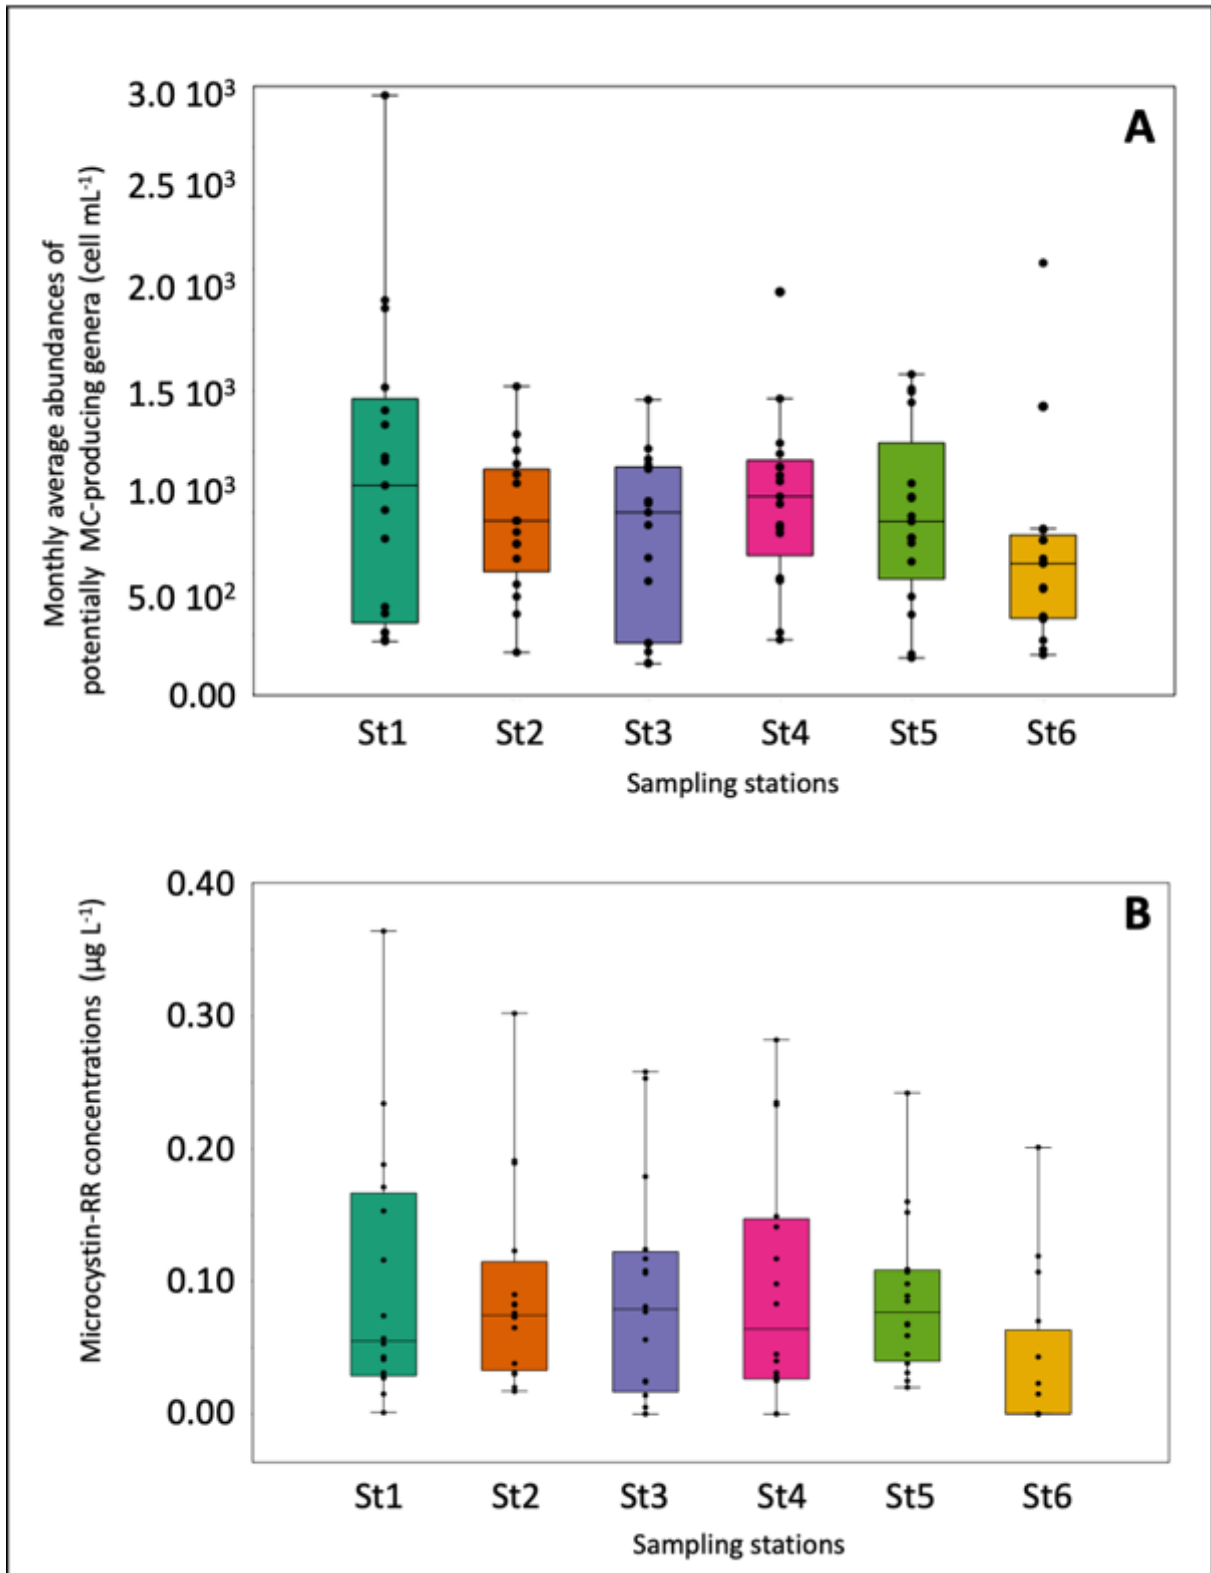 A
Monthly average abundances of
potentially MC-producing genera (cell mL⁻¹)
3.0 10³
2.5 10³
2.0 10³
1.5 10³
1.0 10³
5.0 10²
0.00
St1 St2 St3 St4 St5 St6
Sampling stations
B
Microcystin-RR concentrations (µg L⁻¹)
0.40
0.30
0.20
0.10
0.00
St1 St2 St3 St4 St5 St6
Sampling stations